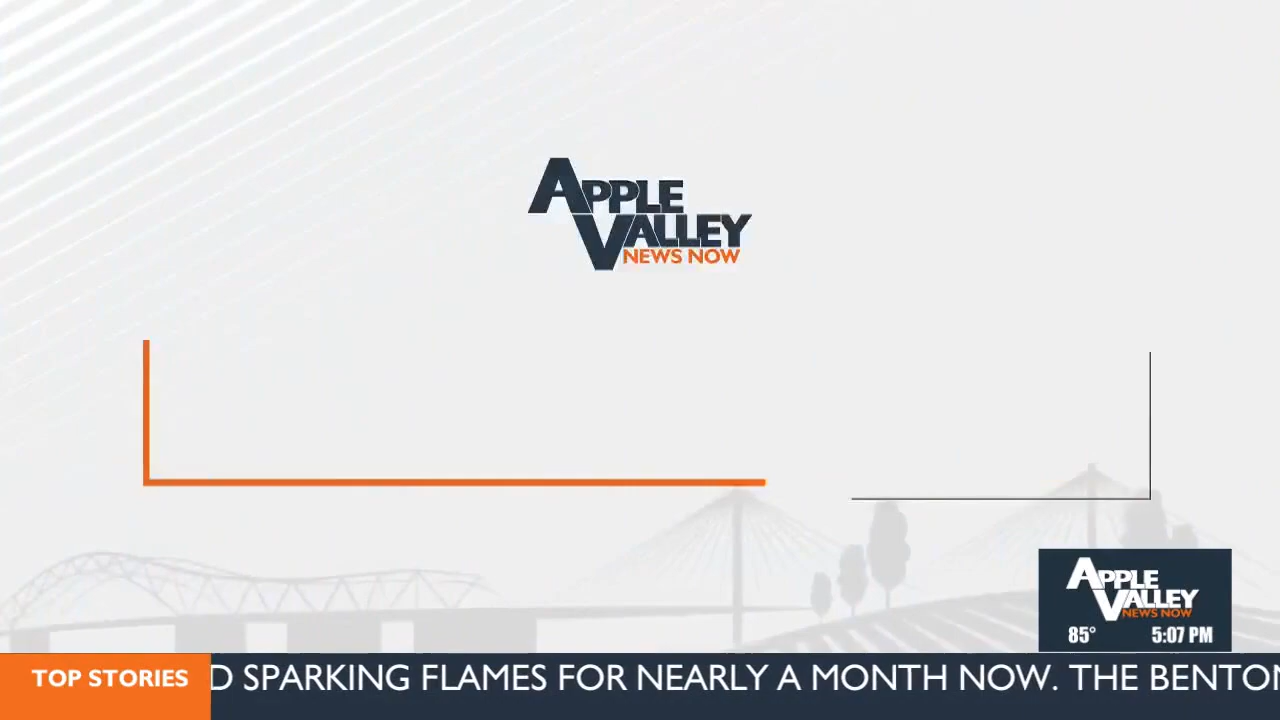 APPLE
VALLEY
NEWS NOW
APPLE
VALLEY
NEWS NOW
85° 5:07 PM
TOP STORIES
D SPARKING FLAMES FOR NEARLY A MONTH NOW. THE BENTON